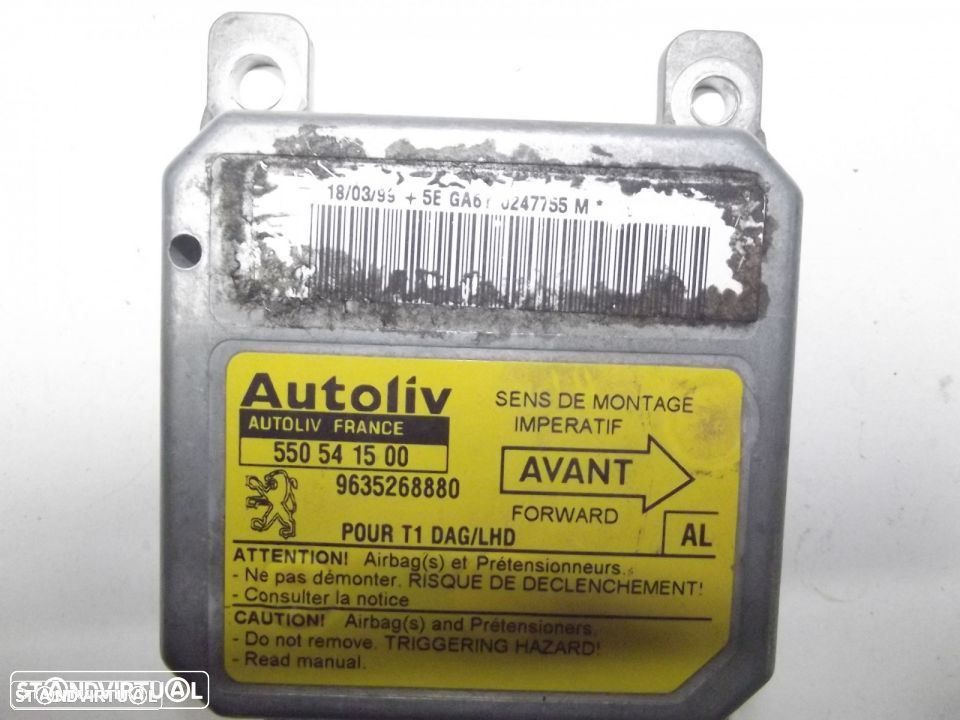 18/03/99 + 5E GA6 0247755 M *
Autoliv
AUTOLIV FRANCE
550 54 15 00
9635268880
POUR T1 DAG/LHD
SENS DE MONTAGE
IMPERATIF
AVANT
FORWARD
AL
ATTENTION! Airbag(s) et Prétensionneurs.
- Ne pas démonter. RISQUE DE DECLENCHEMENT!
- Consulter la notice
CAUTION! Airbag(s) and Prétensioners.
- Do not remove. TRIGGERING HAZARD!
- Read manual.
STANDVIRTUAL